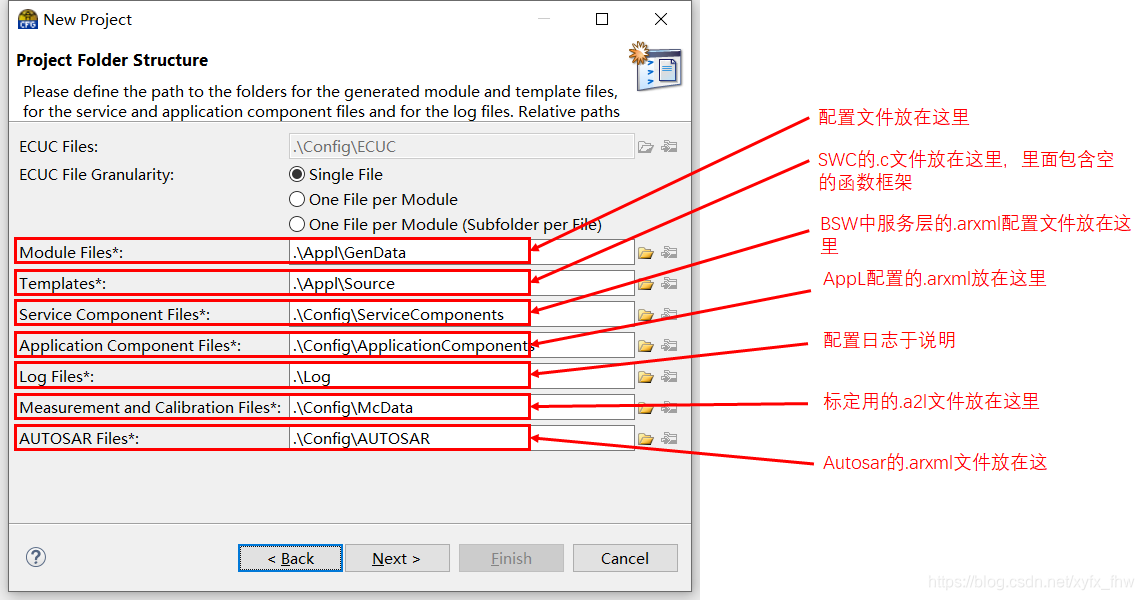 New Project
Project Folder Structure
Please define the path to the folders for the generated module and template files,
for the service and application component files and for the log files. Relative paths
ECUC Files:
.\Config\ECUC
ECUC File Granularity:
Single File
One File per Module
One File per Module (Subfolder per File)
Module Files*:
.\Appl\GenData
Templates*:
.\Appl\Source
Service Component Files*:
.\Config\ServiceComponents
Application Component Files*:
.\Config\ApplicationComponents
Log Files*:
.\Log
Measurement and Calibration Files*:
.\Config\McData
AUTOSAR Files*:
.\Config\AUTOSAR
< Back
Next >
Finish
Cancel
配置文件放在这里
SWC的.c文件放在这里，里面包含空
的函数框架
BSW中服务层的.arxml配置文件放在这
里
AppL配置的.arxml放在这里
配置日志于说明
标定用的.a2l文件放在这里
Autosar的.arxml文件放在这
CFG
?
https://blog.csdn.net/xyfx_fhw